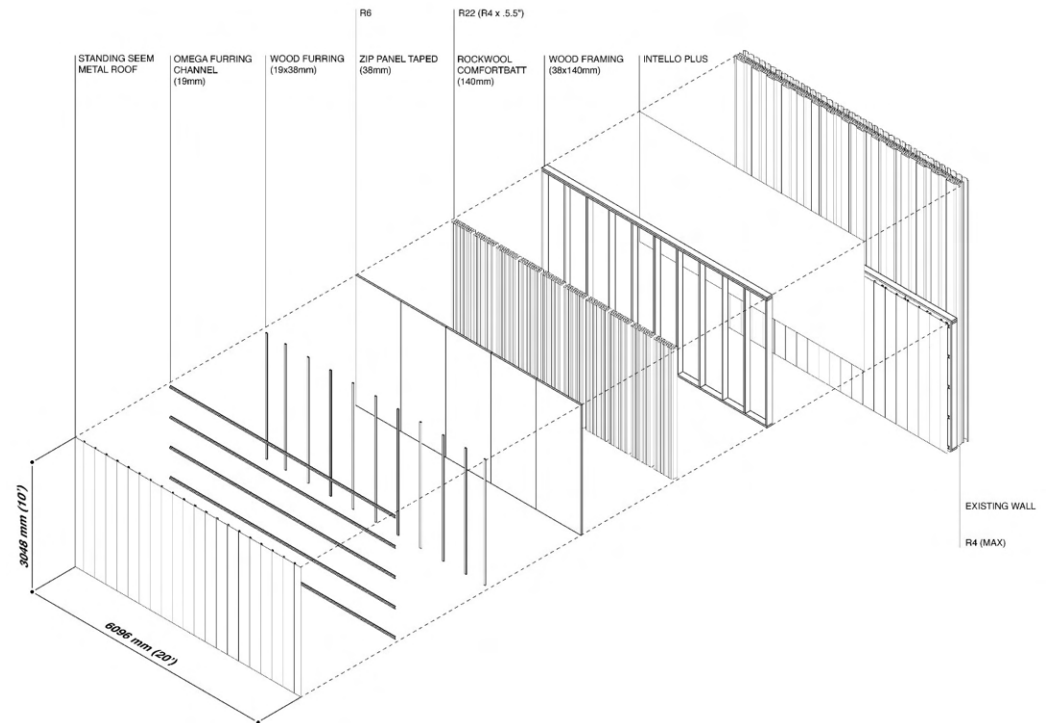 R6
R22 (R4 x .5.5")
STANDING SEEM
METAL ROOF
OMEGA FURRING
CHANNEL
(19mm)
WOOD FURRING
(19x38mm)
ZIP PANEL TAPED
(38mm)
ROCKWOOL
COMFORTBATT
(140mm)
WOOD FRAMING
(38x140mm)
INTELLO PLUS
3048 mm (10')
6096 mm (20')
EXISTING WALL
R4 (MAX)